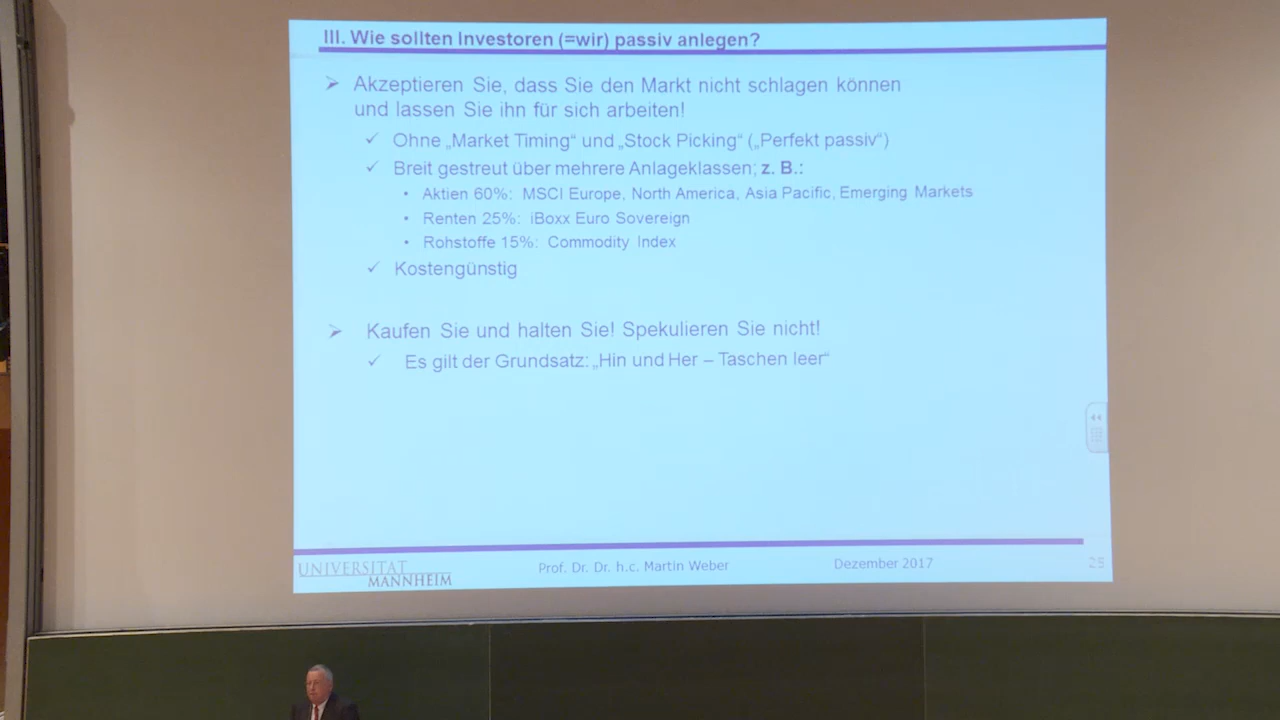 III. Wie sollten Investoren (=wir) passiv anlegen?
➢ Akzeptieren Sie, dass Sie den Markt nicht schlagen können
und lassen Sie ihn für sich arbeiten!
✓ Ohne „Market Timing“ und „Stock Picking“ („Perfekt passiv“)
✓ Breit gestreut über mehrere Anlageklassen; z. B.:
• Aktien 60%: MSCI Europe, North America, Asia Pacific, Emerging Markets
• Renten 25%: iBoxx Euro Sovereign
• Rohstoffe 15%: Commodity Index
✓ Kostengünstig
➢ Kaufen Sie und halten Sie! Spekulieren Sie nicht!
✓ Es gilt der Grundsatz: „Hin und Her – Taschen leer“
UNIVERSITÄT
MANNHEIM
Prof. Dr. Dr. h.c. Martin Weber
Dezember 2017
25